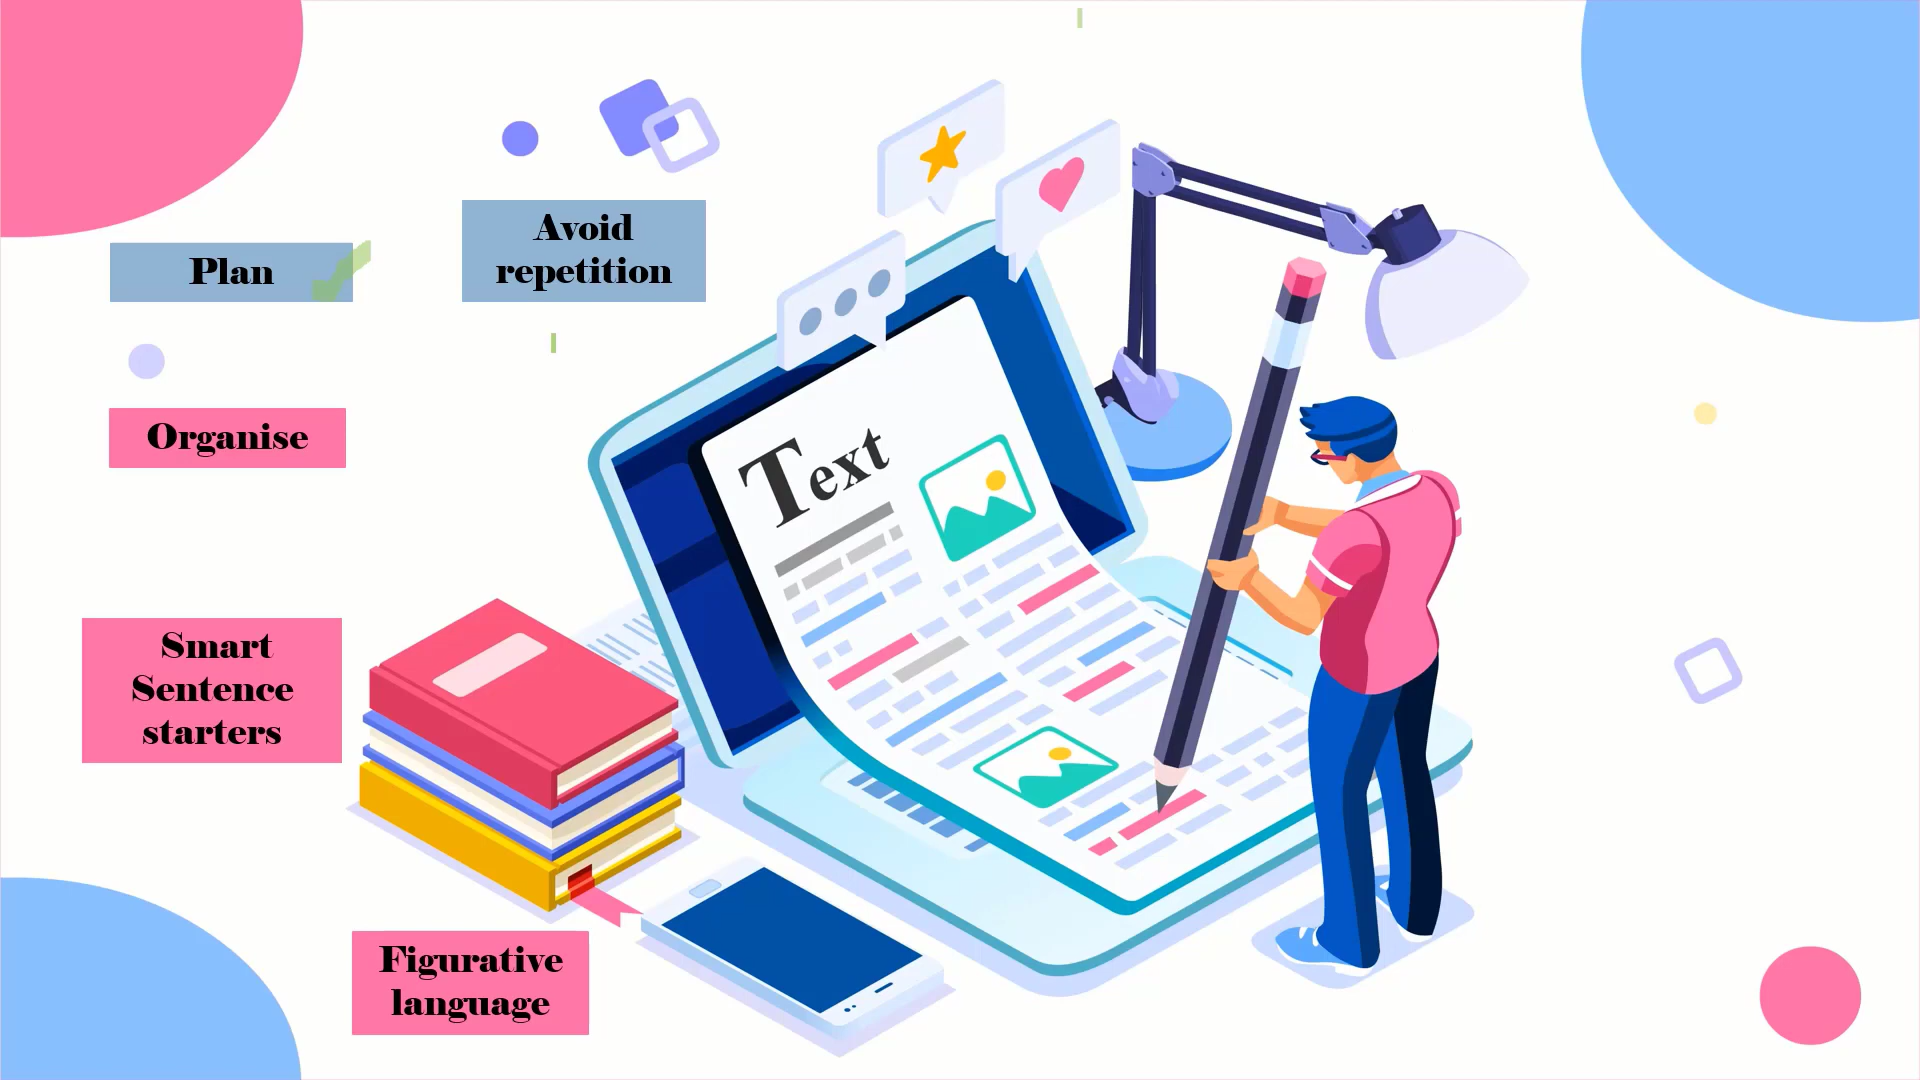 Avoid
repetition
Plan
Organise
Text
Smart
Sentence
starters
Figurative
language